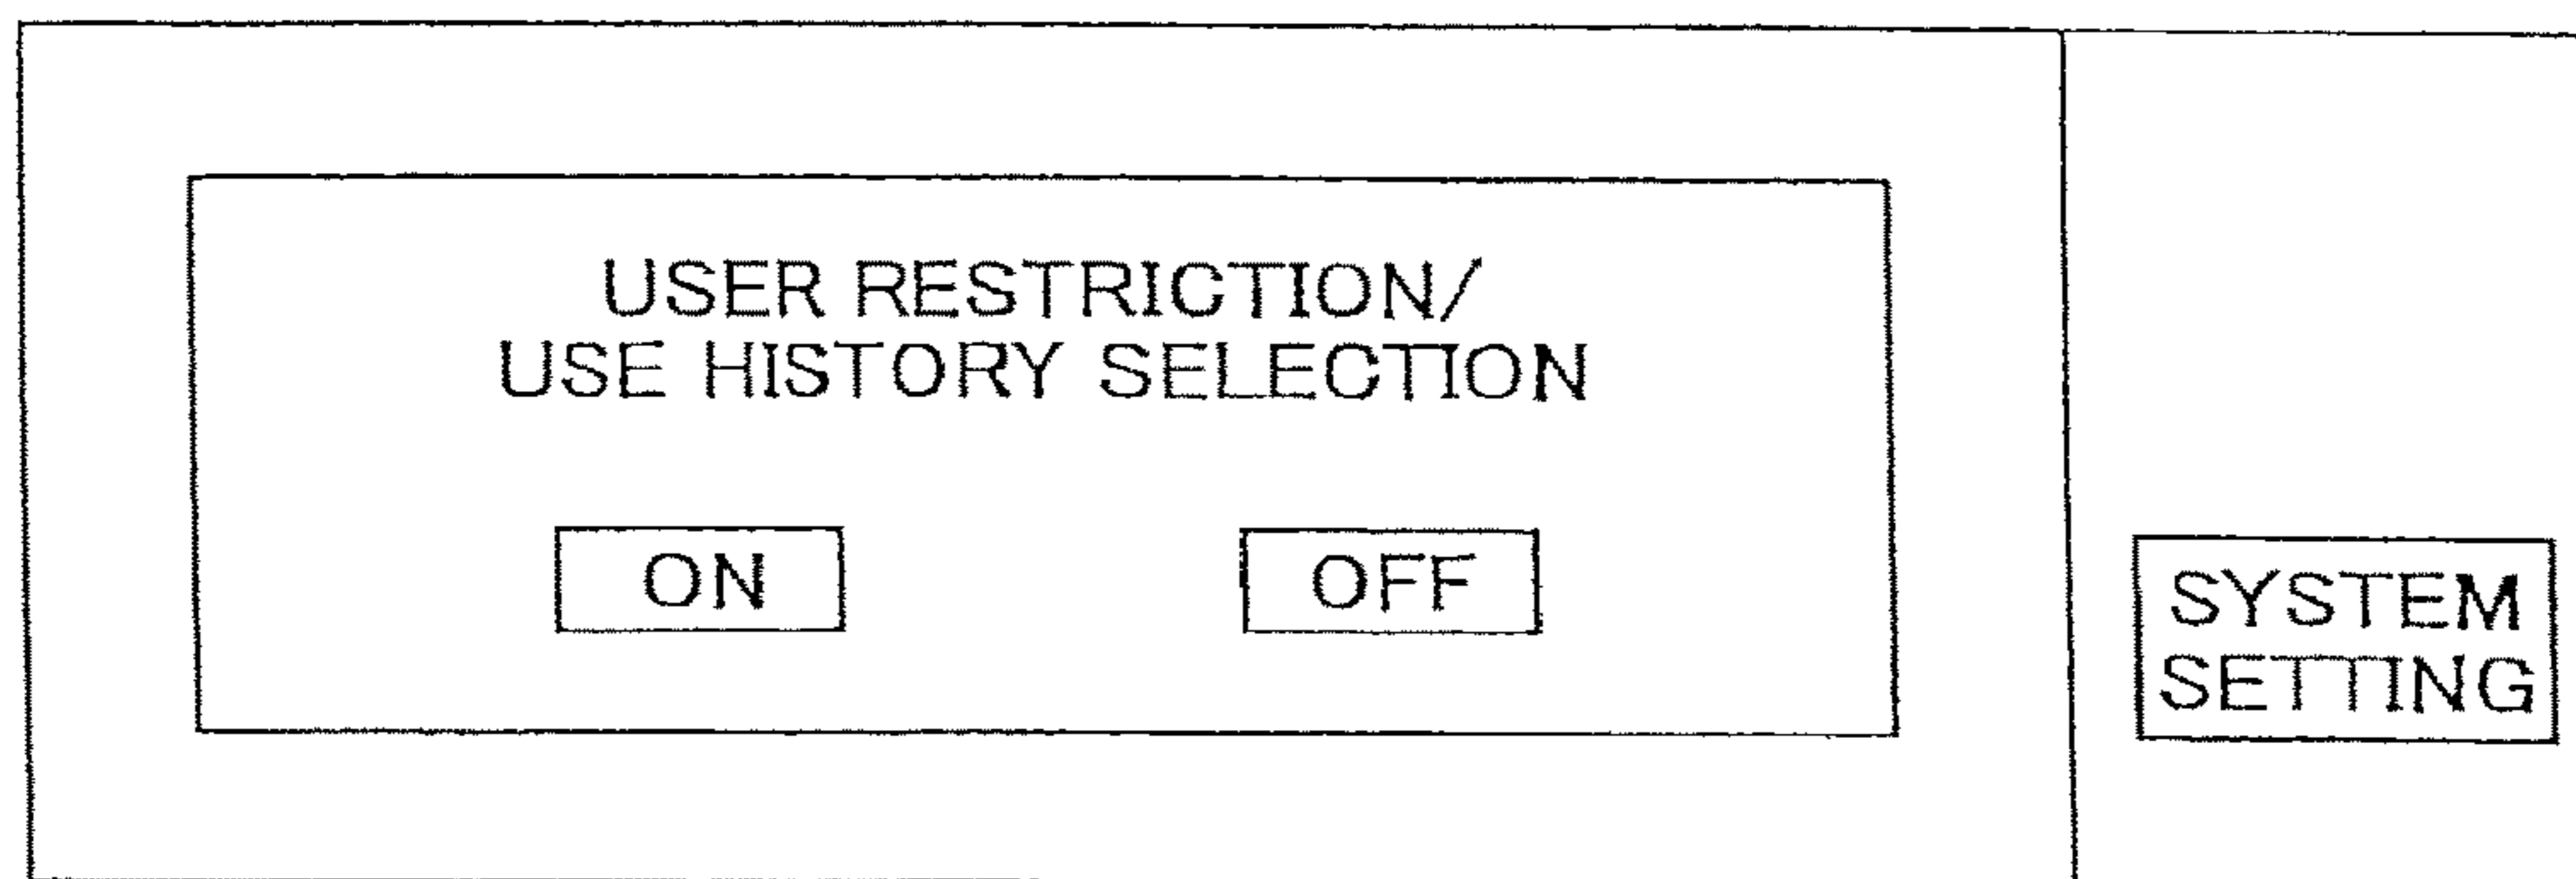 USER RESTRICTION/
USE HISTORY SELECTION
ON OFF
SYSTEM
SETTING